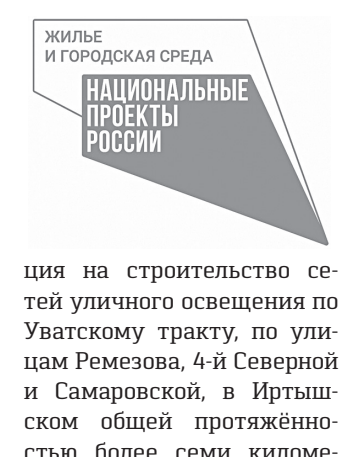 ЖИЛЬЕ
И ГОРОДСКАЯ СРЕДА
НАЦИОНАЛЬНЫЕ
ПРОЕКТЫ
РОССИИ
ция на строительство се-
тей уличного освещения по
Уватскому тракту, по ули-
цам Ремезова, 4-й Северной
и Самаровской, в Иртыш-
ском общей протяжённо-
стью более семи киломе-